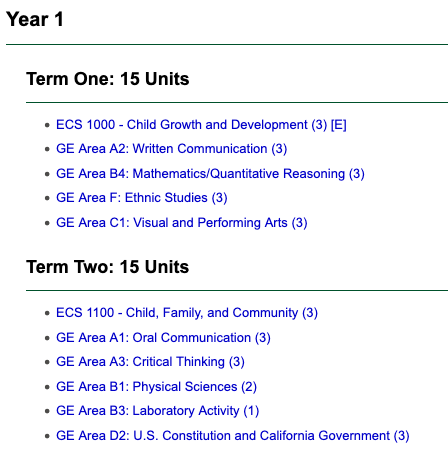 Year 1
Term One: 15 Units
ECS 1000 - Child Growth and Development (3) [E]
GE Area A2: Written Communication (3)
GE Area B4: Mathematics/Quantitative Reasoning (3)
GE Area F: Ethnic Studies (3)
GE Area C1: Visual and Performing Arts (3)
Term Two: 15 Units
ECS 1100 - Child, Family, and Community (3)
GE Area A1: Oral Communication (3)
GE Area A3: Critical Thinking (3)
GE Area B1: Physical Sciences (2)
GE Area B3: Laboratory Activity (1)
GE Area D2: U.S. Constitution and California Government (3)